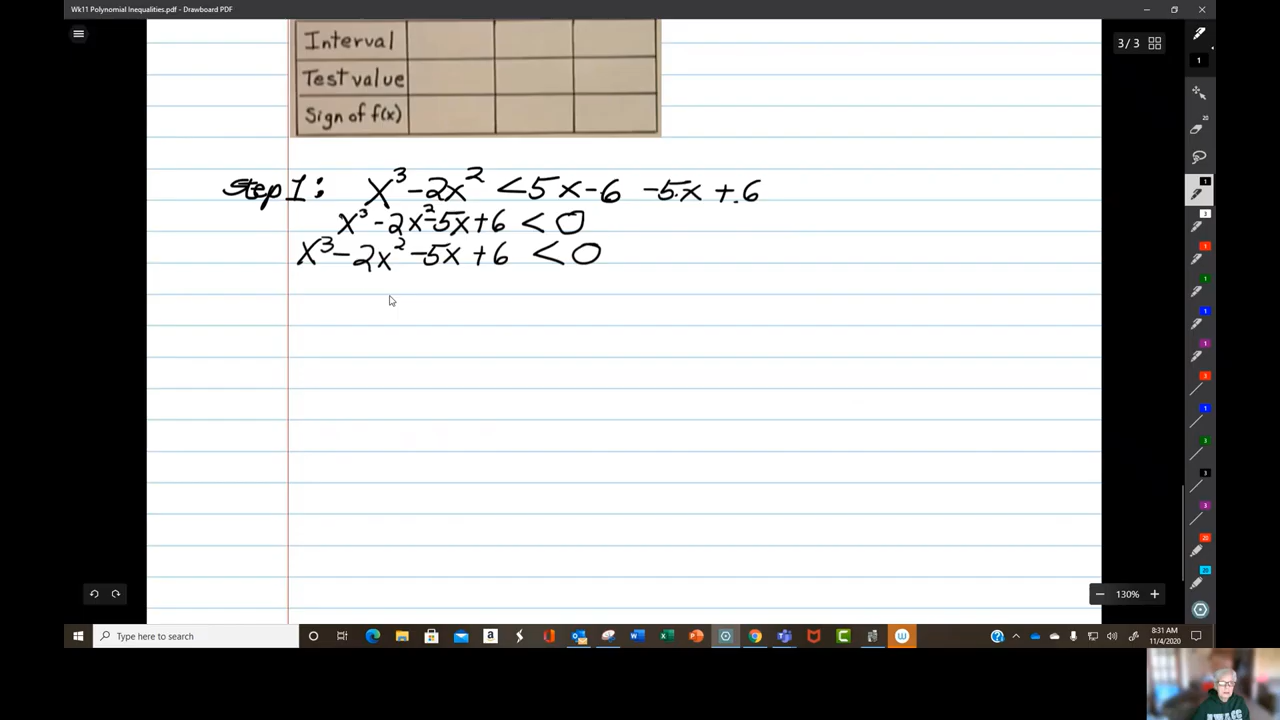 Wk11 Polynomial Inequalities.pdf - Drawboard PDF
3 / 3
Interval
Test value
Sign of f(x)
Step 1: x³ - 2x² < 5x - 6 -5x + 6
x³ - 2x² - 5x + 6 < 0
x³ - 2x² - 5x + 6 < 0
130%
Type here to search
8:31 AM
11/4/2020